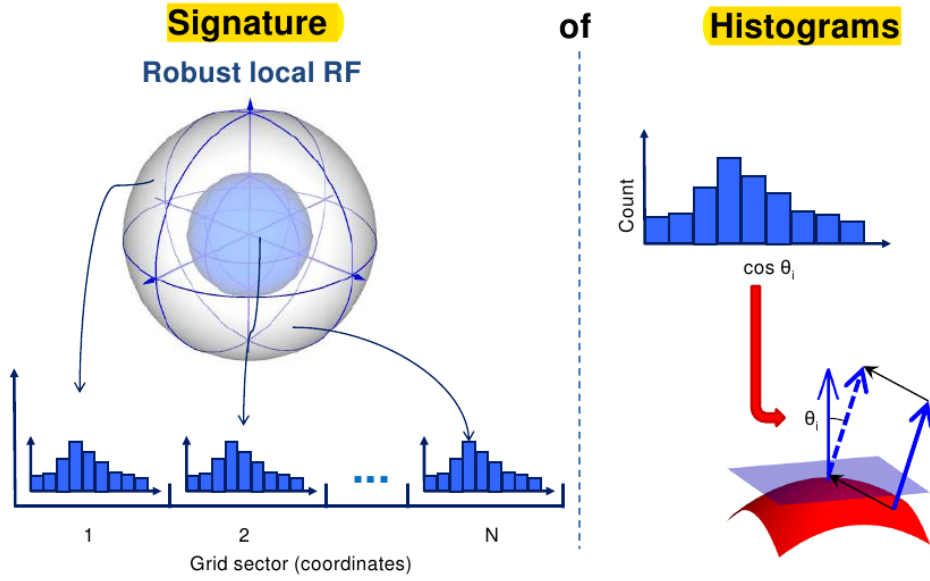 Signature of Histograms
Robust local RF
Count
cos θi
θi
...
1 2 N
Grid sector (coordinates)